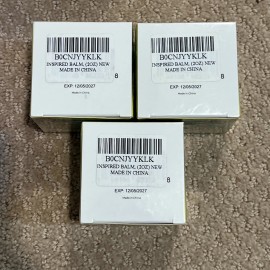 B0CNJYYKLK
INSPIRED BALM, (2OZ) NEW
MADE IN CHINA
8
EXP: 12/05/2027
B0CNJYYKLK
INSPIRED BALM, (2OZ) NEW
MADE IN CHINA
8
EXP: 12/05/2027
B0CNJYYKLK
INSPIRED BALM, (2OZ) NEW
MADE IN CHINA
8
EXP: 12/05/2027